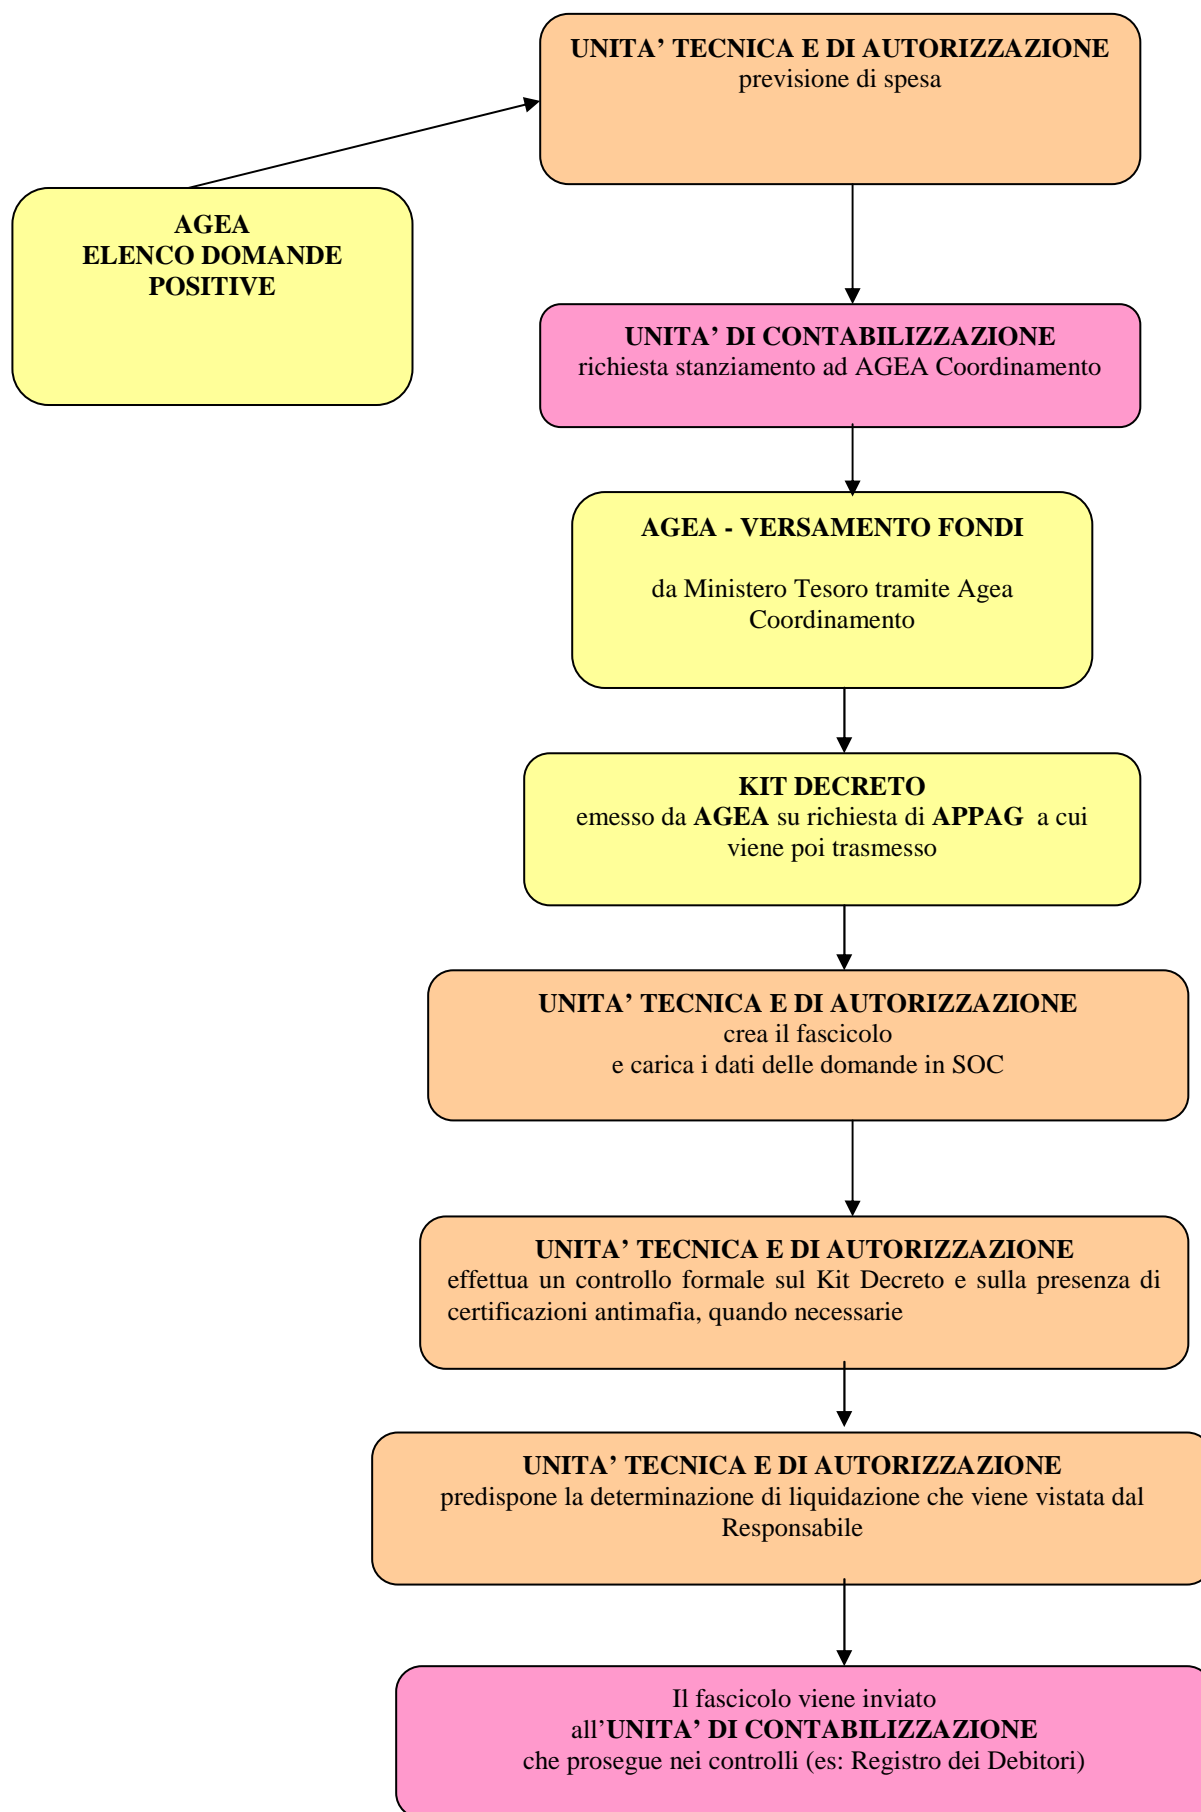 UNITA’ TECNICA E DI AUTORIZZAZIONE
previsione di spesa
AGEA
ELENCO DOMANDE
POSITIVE
UNITA’ DI CONTABILIZZAZIONE
richiesta stanziamento ad AGEA Coordinamento
AGEA - VERSAMENTO FONDI
da Ministero Tesoro tramite Agea
Coordinamento
KIT DECRETO
emesso da AGEA su richiesta di APPAG a cui
viene poi trasmesso
UNITA’ TECNICA E DI AUTORIZZAZIONE
crea il fascicolo
e carica i dati delle domande in SOC
UNITA’ TECNICA E DI AUTORIZZAZIONE
effettua un controllo formale sul Kit Decreto e sulla presenza di
certificazioni antimafia, quando necessarie
UNITA’ TECNICA E DI AUTORIZZAZIONE
predispone la determinazione di liquidazione che viene vistata dal
Responsabile
Il fascicolo viene inviato
all’UNITA’ DI CONTABILIZZAZIONE
che prosegue nei controlli (es: Registro dei Debitori)